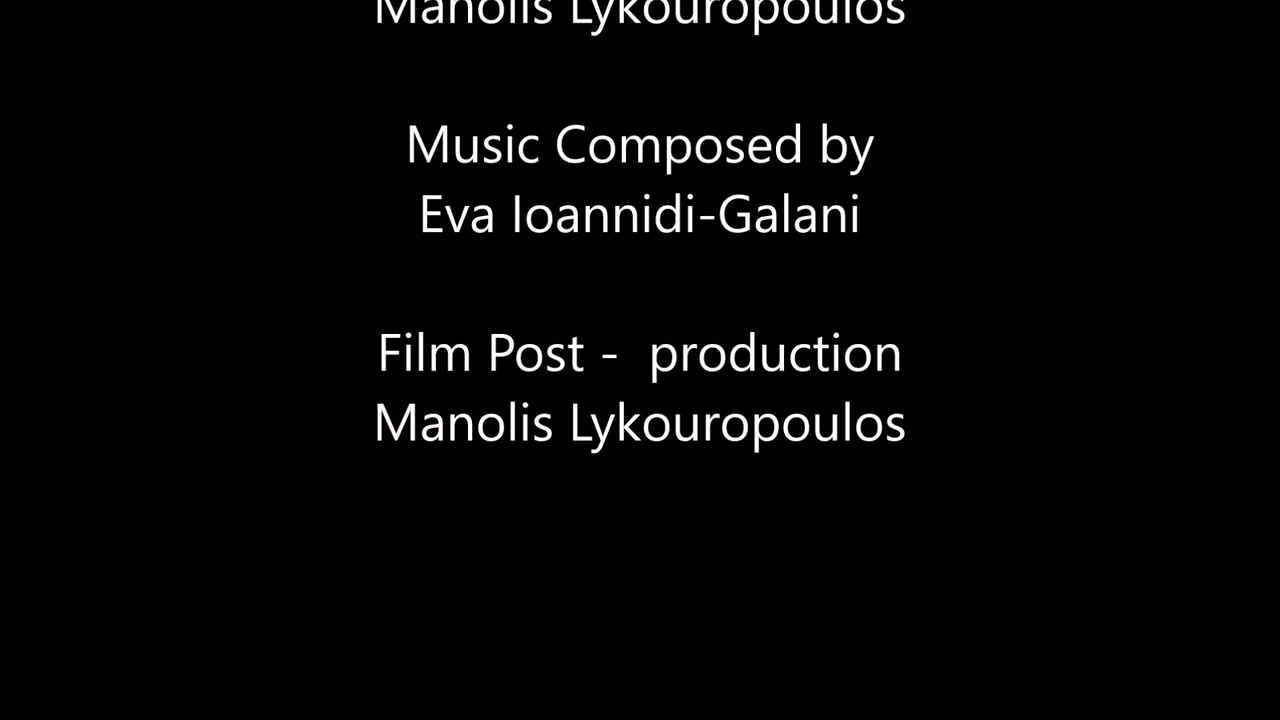 Manolis Lykouropoulos
Music Composed by
Eva Ioannidi-Galani
Film Post -  production
Manolis Lykouropoulos